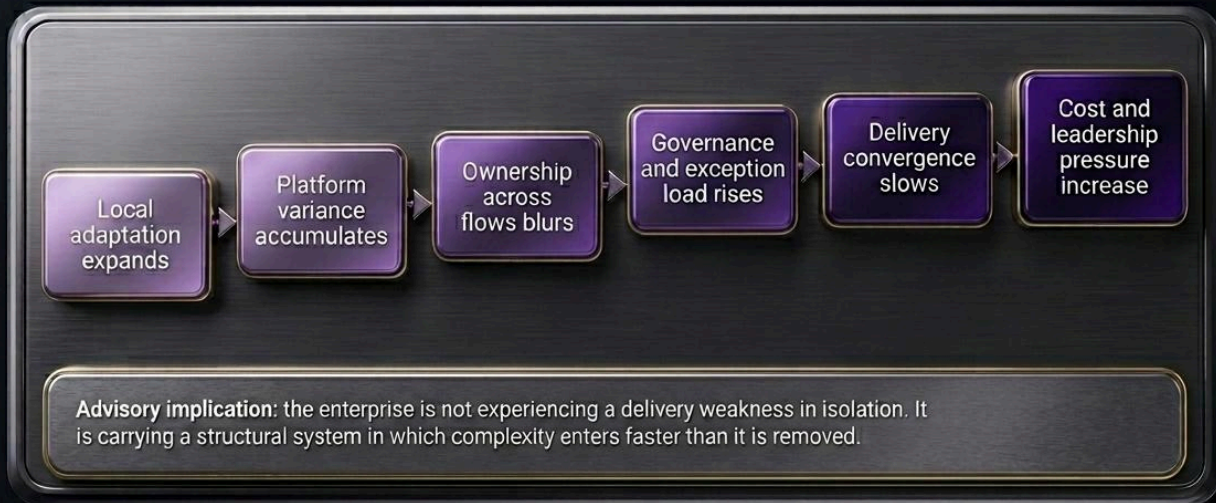 Local
adaptation
expands
Platform
variance
accumulates
Ownership
across
flows blurs
Governance
and exception
load rises
Delivery
convergence
slows
Cost and
leadership
pressure
increase
Advisory implication: the enterprise is not experiencing a delivery weakness in isolation. It
is carrying a structural system in which complexity enters faster than it is removed.